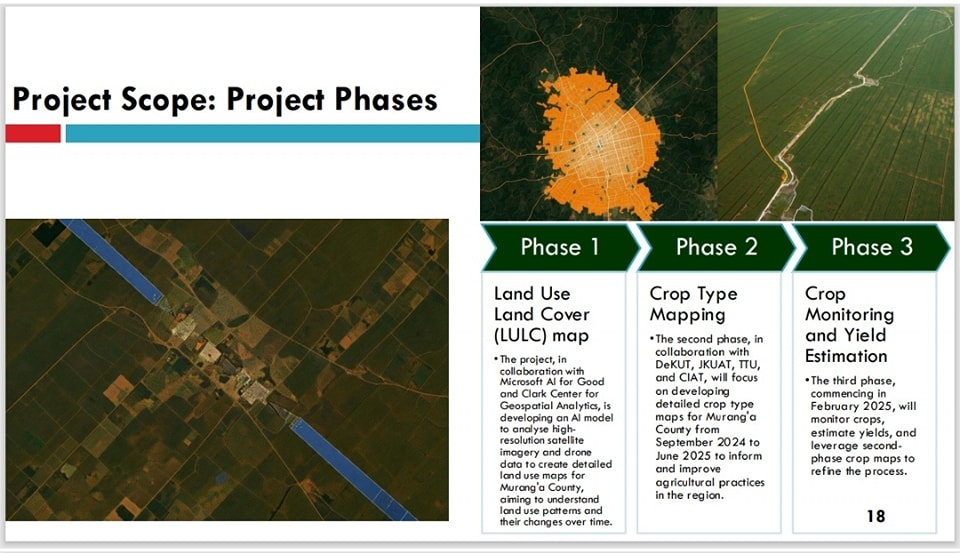 Project Scope: Project Phases
Phase 1
Land Use
Land Cover
(LULC) map
•The project, in
collaboration with
Microsoft AI for Good
and Clark Center for
Geospatial Analytics, is
developing an AI model
to analyse high-
resolution satellite
imagery and drone
data to create detailed
land use maps for
Murang'a County,
aiming to understand
land use patterns and
their changes over time.
Phase 2
Crop Type
Mapping
•The second phase, in
collaboration with
DeKUT, JKUAT, TTU,
and CIAT, will focus
on developing
detailed crop type
maps for Murang'a
County from
September 2024 to
June 2025 to inform
and improve
agricultural practices
in the region.
Phase 3
Crop
Monitoring
and Yield
Estimation
•The third phase,
commencing in
February 2025, will
monitor crops,
estimate yields, and
leverage second-
phase crop maps to
refine the process.
18